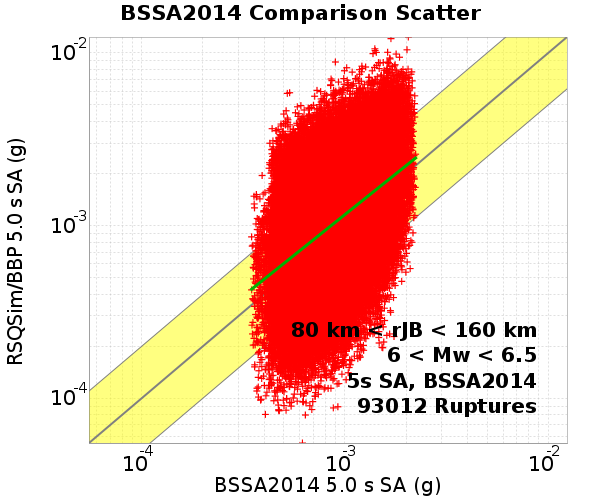 BSSA2014 Comparison Scatter
RSQSim/BBP 5.0 s SA (g)
10-2
10-3
10-4
80 km < rJB < 160 km
6 < Mw < 6.5
5s SA, BSSA2014
93012 Ruptures
10-4 10-3 10-2
BSSA2014 5.0 s SA (g)